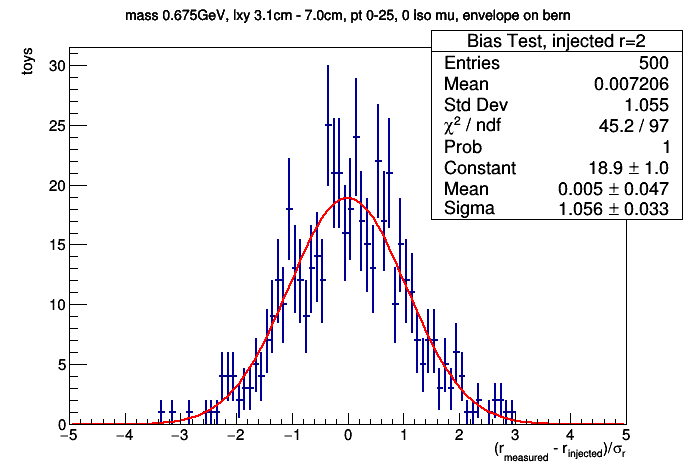 mass 0.675GeV, lxy 3.1cm - 7.0cm, pt 0-25, 0 Iso mu, envelope on bern
Bias Test, injected r=2
Entries 500
Mean 0.007206
Std Dev 1.055
χ² / ndf 45.2 / 97
Prob 1
Constant 18.9 ± 1.0
Mean 0.005 ± 0.047
Sigma 1.056 ± 0.033
toys
30
25
20
15
10
5
0
−5 −4 −3 −2 −1 0 1 2 3 4 5
(r_measured - r_injected)/σ_r